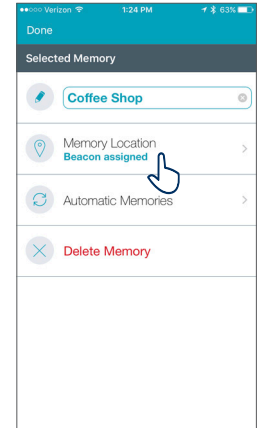 ●●○○○ Verizon 1:24 PM 63%
Done
Selected Memory
Coffee Shop
Memory Location
Beacon assigned
Automatic Memories
Delete Memory